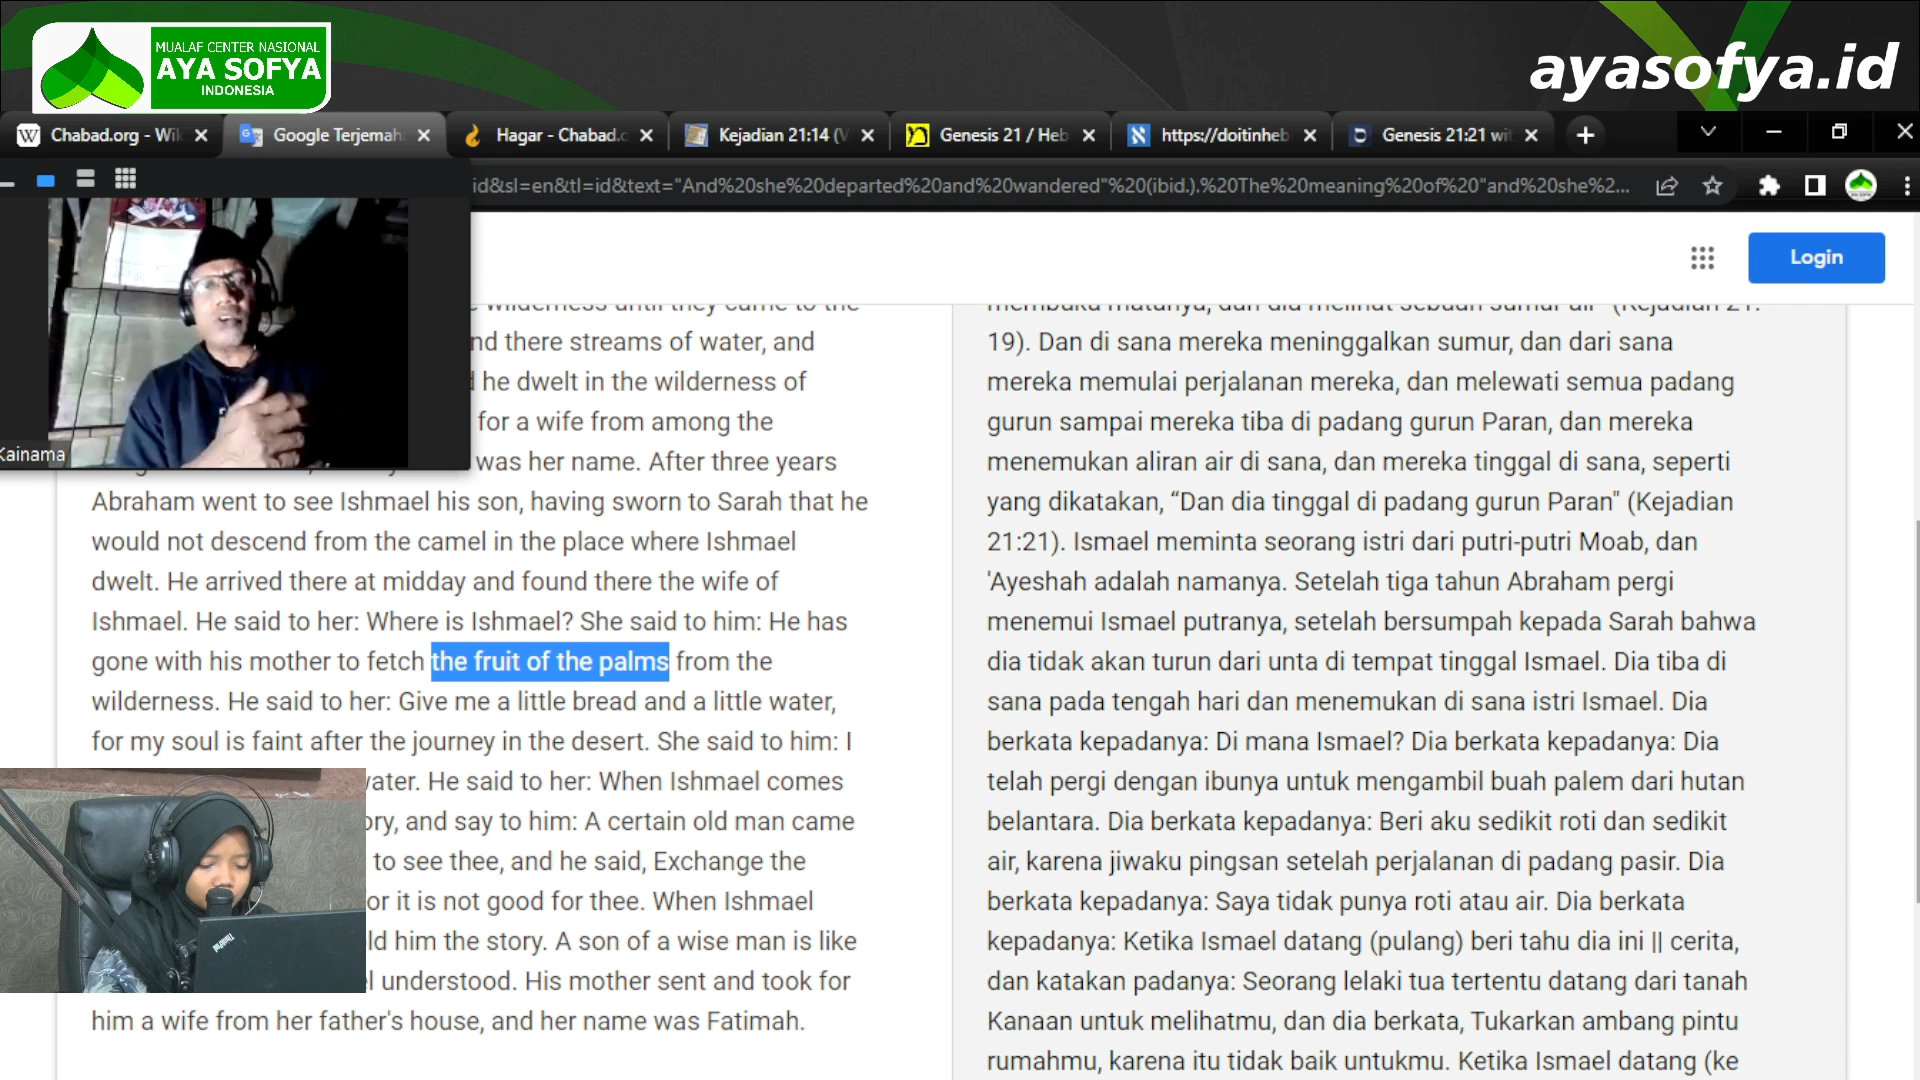 MUALAF CENTER NASIONAL
AYA SOFYA
INDONESIA
ayasofya.id
Chabad.org - Wik
Google Terjemah
Hagar - Chabad.c
Kejadian 21:14 (V
Genesis 21 / Heb
https://doitinheb
Genesis 21:21 wit
id&sl=en&tl=id&text="And%20she%20departed%20and%20wandered"%20(ibid.).%20The%20meaning%20of%20"and%20she%2...
Login
Kainama
wilderness until they came to the
nd there streams of water, and
he dwelt in the wilderness of
for a wife from among the
was her name. After three years
Abraham went to see Ishmael his son, having sworn to Sarah that he
would not descend from the camel in the place where Ishmael
dwelt. He arrived there at midday and found there the wife of
Ishmael. He said to her: Where is Ishmael? She said to him: He has
gone with his mother to fetch the fruit of the palms from the
wilderness. He said to her: Give me a little bread and a little water,
for my soul is faint after the journey in the desert. She said to him: I
water. He said to her: When Ishmael comes
ory, and say to him: A certain old man came
to see thee, and he said, Exchange the
or it is not good for thee. When Ishmael
ld him the story. A son of a wise man is like
l understood. His mother sent and took for
him a wife from her father's house, and her name was Fatimah.
membuka matanya, dan dia melihat sebuah sumur air" (Kejadian 21:
19). Dan di sana mereka meninggalkan sumur, dan dari sana
mereka memulai perjalanan mereka, dan melewati semua padang
gurun sampai mereka tiba di padang gurun Paran, dan mereka
menemukan aliran air di sana, dan mereka tinggal di sana, seperti
yang dikatakan, “Dan dia tinggal di padang gurun Paran" (Kejadian
21:21). Ismael meminta seorang istri dari putri-putri Moab, dan
'Ayeshah adalah namanya. Setelah tiga tahun Abraham pergi
menemui Ismael putranya, setelah bersumpah kepada Sarah bahwa
dia tidak akan turun dari unta di tempat tinggal Ismael. Dia tiba di
sana pada tengah hari dan menemukan di sana istri Ismael. Dia
berkata kepadanya: Di mana Ismael? Dia berkata kepadanya: Dia
telah pergi dengan ibunya untuk mengambil buah palem dari hutan
belantara. Dia berkata kepadanya: Beri aku sedikit roti dan sedikit
air, karena jiwaku pingsan setelah perjalanan di padang pasir. Dia
berkata kepadanya: Saya tidak punya roti atau air. Dia berkata
kepadanya: Ketika Ismael datang (pulang) beri tahu dia ini || cerita,
dan katakan padanya: Seorang lelaki tua tertentu datang dari tanah
Kanaan untuk melihatmu, dan dia berkata, Tukarkan ambang pintu
rumahmu, karena itu tidak baik untukmu. Ketika Ismael datang (ke
ThinkPad